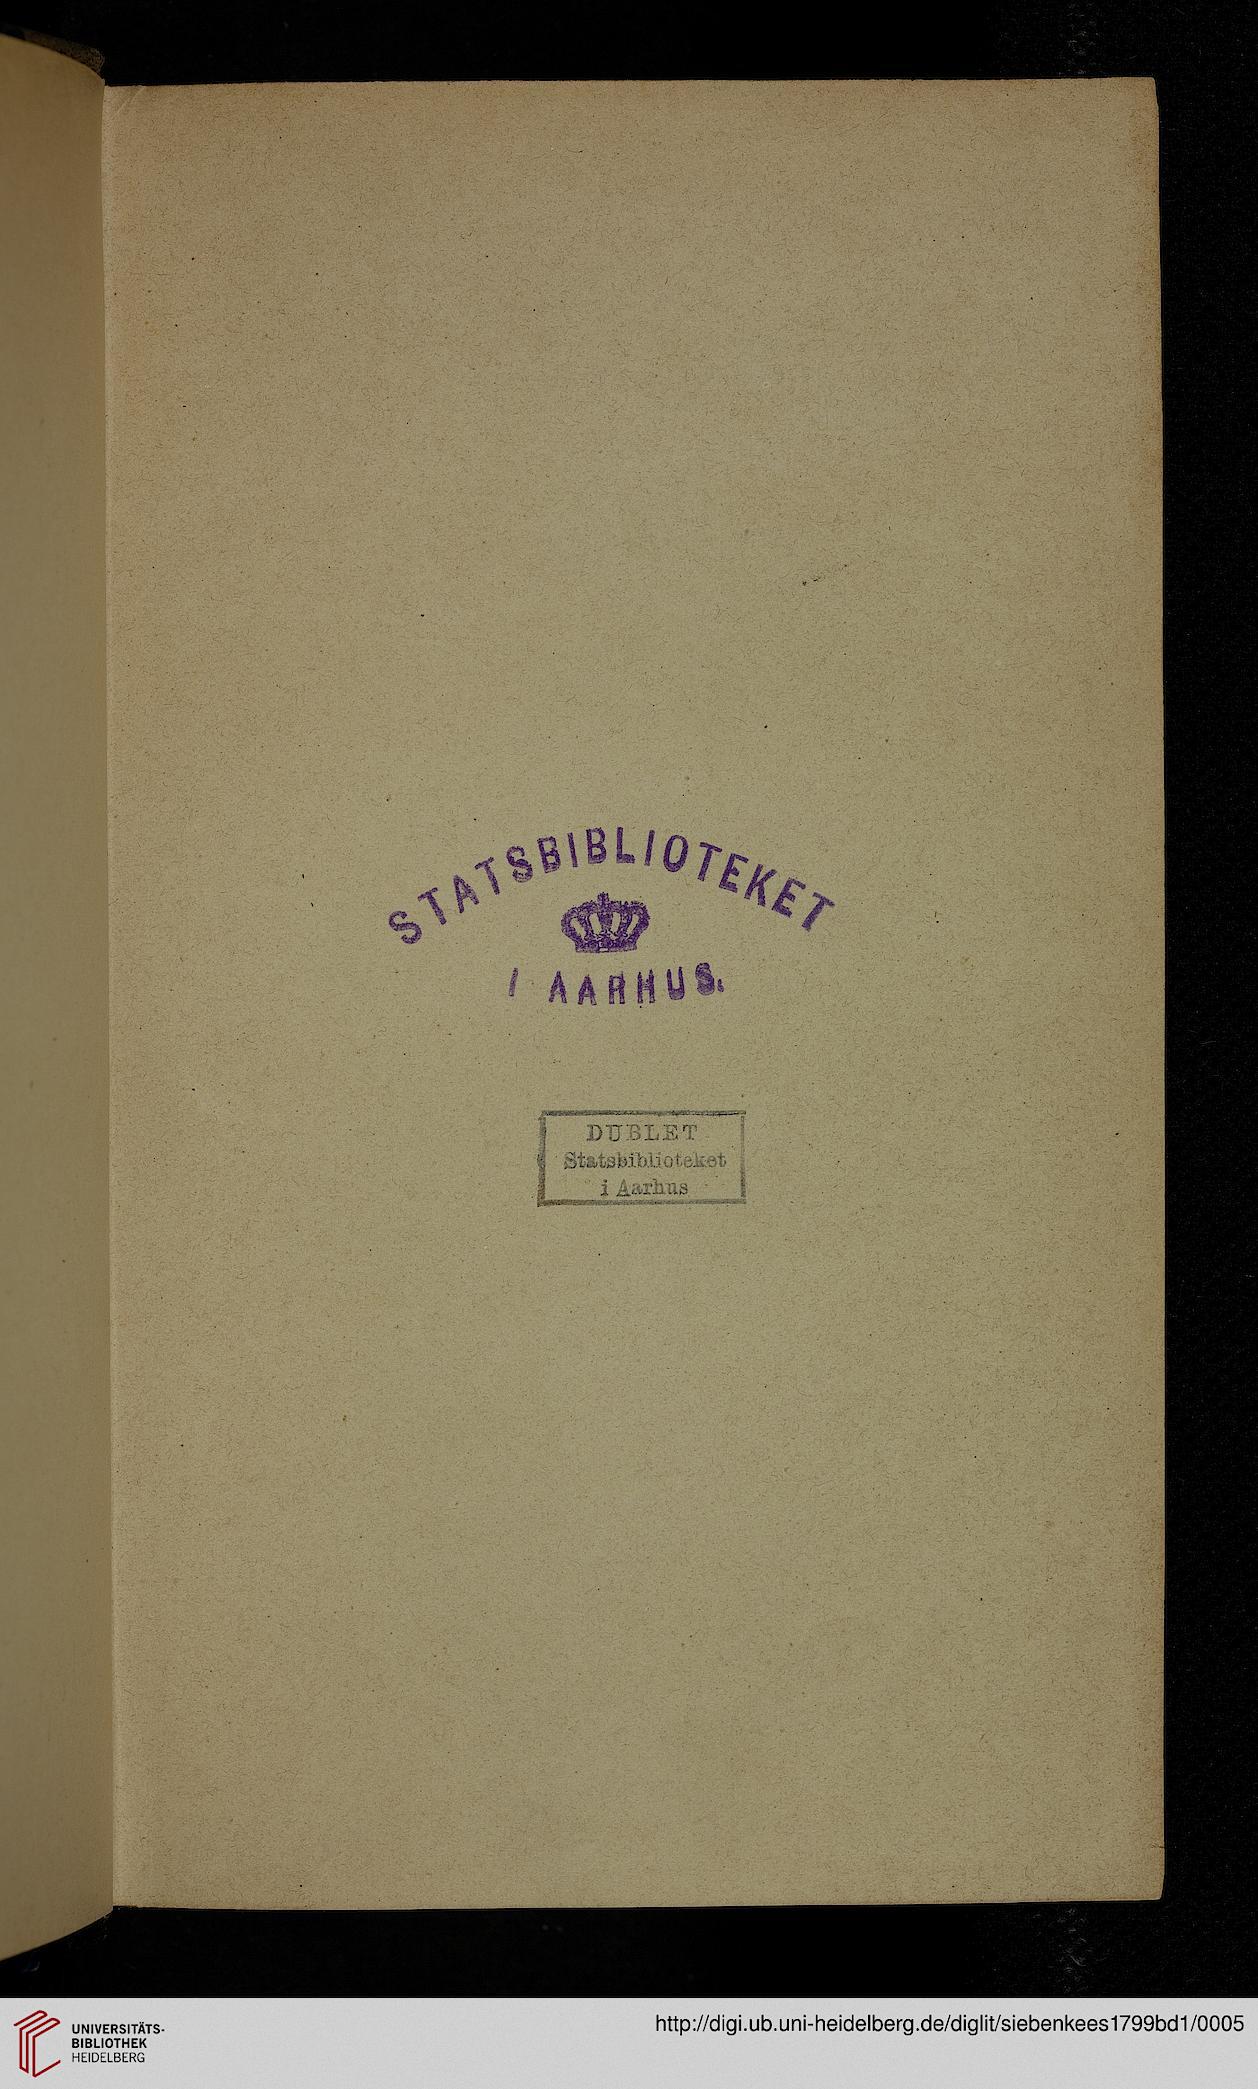 STATSBIBLIOTEKET
I AARHUS.
DUBLET
Statsbiblioteket
i Aarhus
UNIVERSITÄTS-
BIBLIOTHEK
HEIDELBERG
http://digi.ub.uni-heidelberg.de/diglit/siebenkees1799bd1/0005